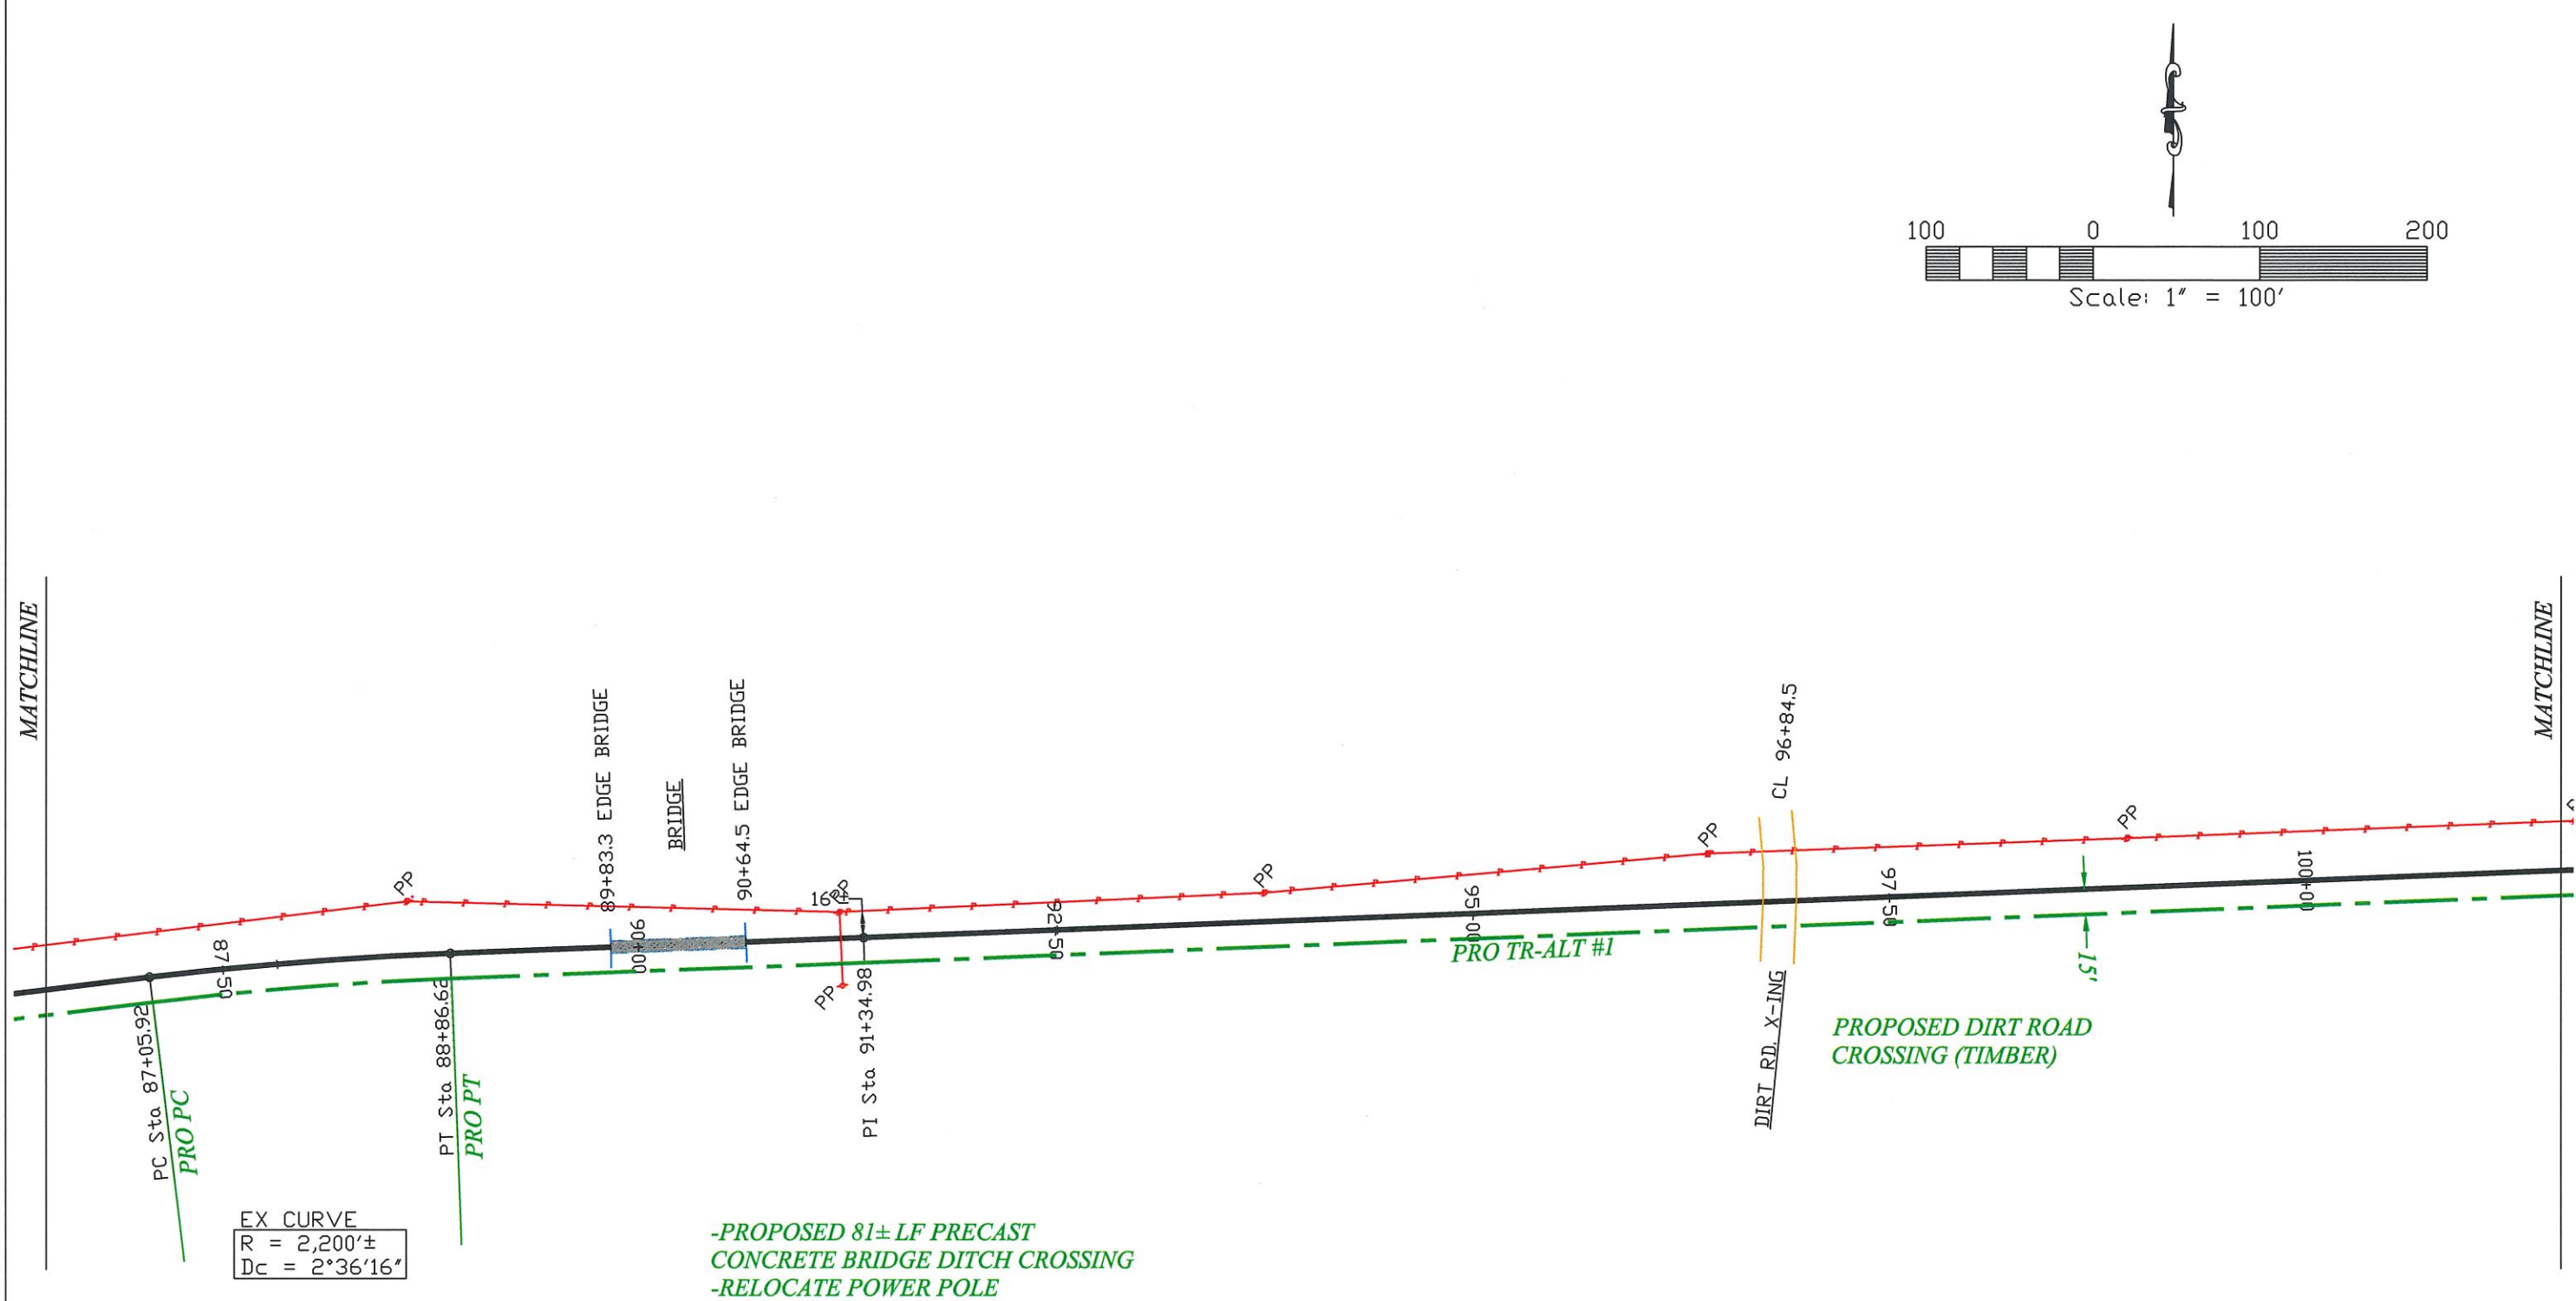 100 0 100 200
Scale: 1" = 100'
MATCHLINE
MATCHLINE
89+83.3 EDGE BRIDGE
BRIDGE
90+64.5 EDGE BRIDGE
CL 96+84.5
PP
PP
PP
PP
PP
PP
16'±
87+50
90+00
92+50
95+00
97+50
100+00
PRO TR-ALT #1
15'
PC Sta 87+05.92
PRO PC
PT Sta 88+86.62
PRO PT
PI Sta 91+34.98
DIRT RD. X-ING
PROPOSED DIRT ROAD
CROSSING (TIMBER)
EX CURVE
R = 2,200'±
Dc = 2°36'16"
-PROPOSED 81± LF PRECAST
CONCRETE BRIDGE DITCH CROSSING
-RELOCATE POWER POLE